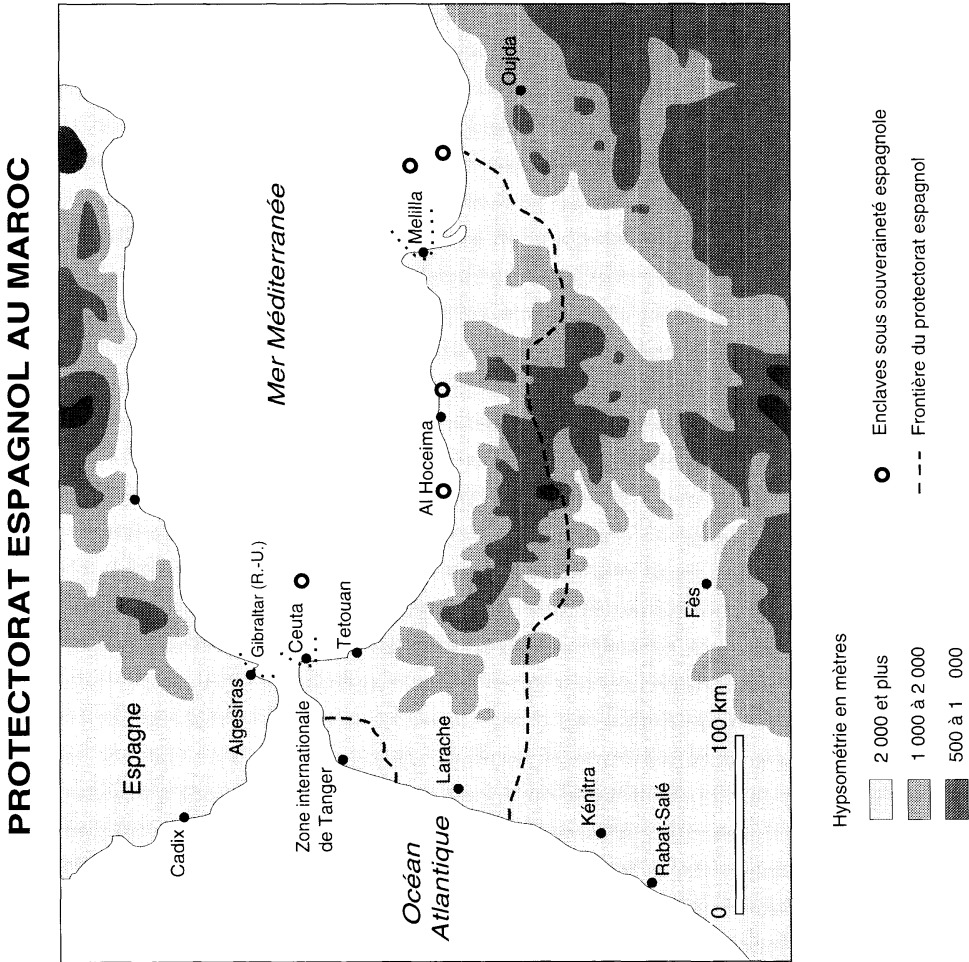 PROTECTORAT ESPAGNOL AU MAROC
Espagne
Cadix
Algesiras
Gibraltar (R.-U.)
Mer Méditerranée
Ceuta
Zone internationale
de Tanger
Tetouan
Al Hoceima
Melilla
Oujda
Larache
Océan
Atlantique
Kénitra
Rabat-Salé
Fès
0
100 km
Hypsométrie en mètres
2 000 et plus
1 000 à 2 000
500 à 1 000
Enclaves sous souveraineté espagnole
Frontière du protectorat espagnol